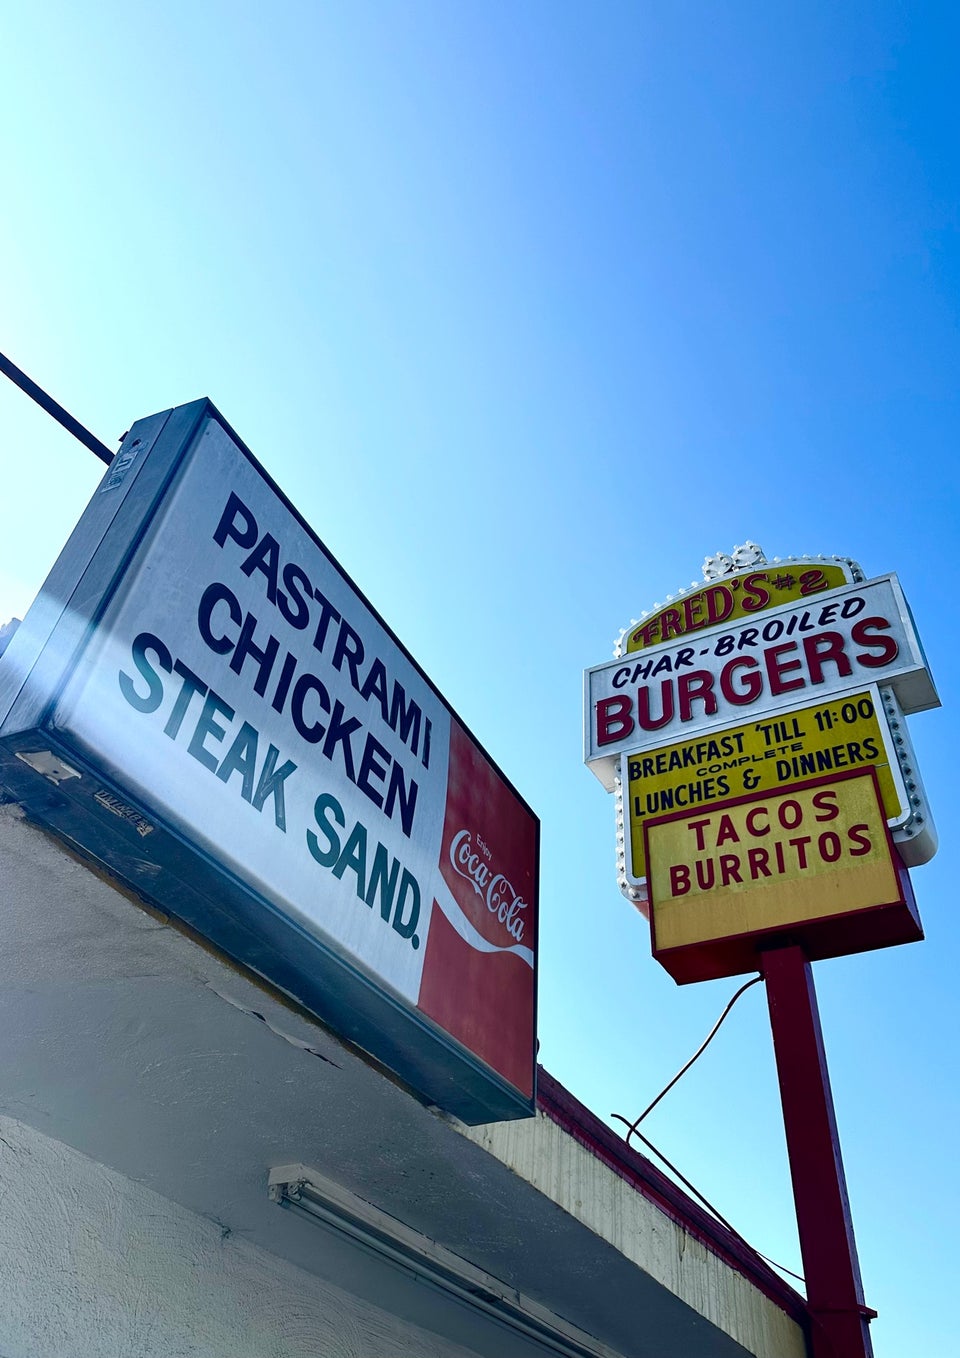 PASTRAMI
CHICKEN
STEAK SAND.
Enjoy
Coca-Cola
FRED'S #2
CHAR-BROILED
BURGERS
BREAKFAST 'TILL 11:00
COMPLETE
LUNCHES & DINNERS
TACOS
BURRITOS